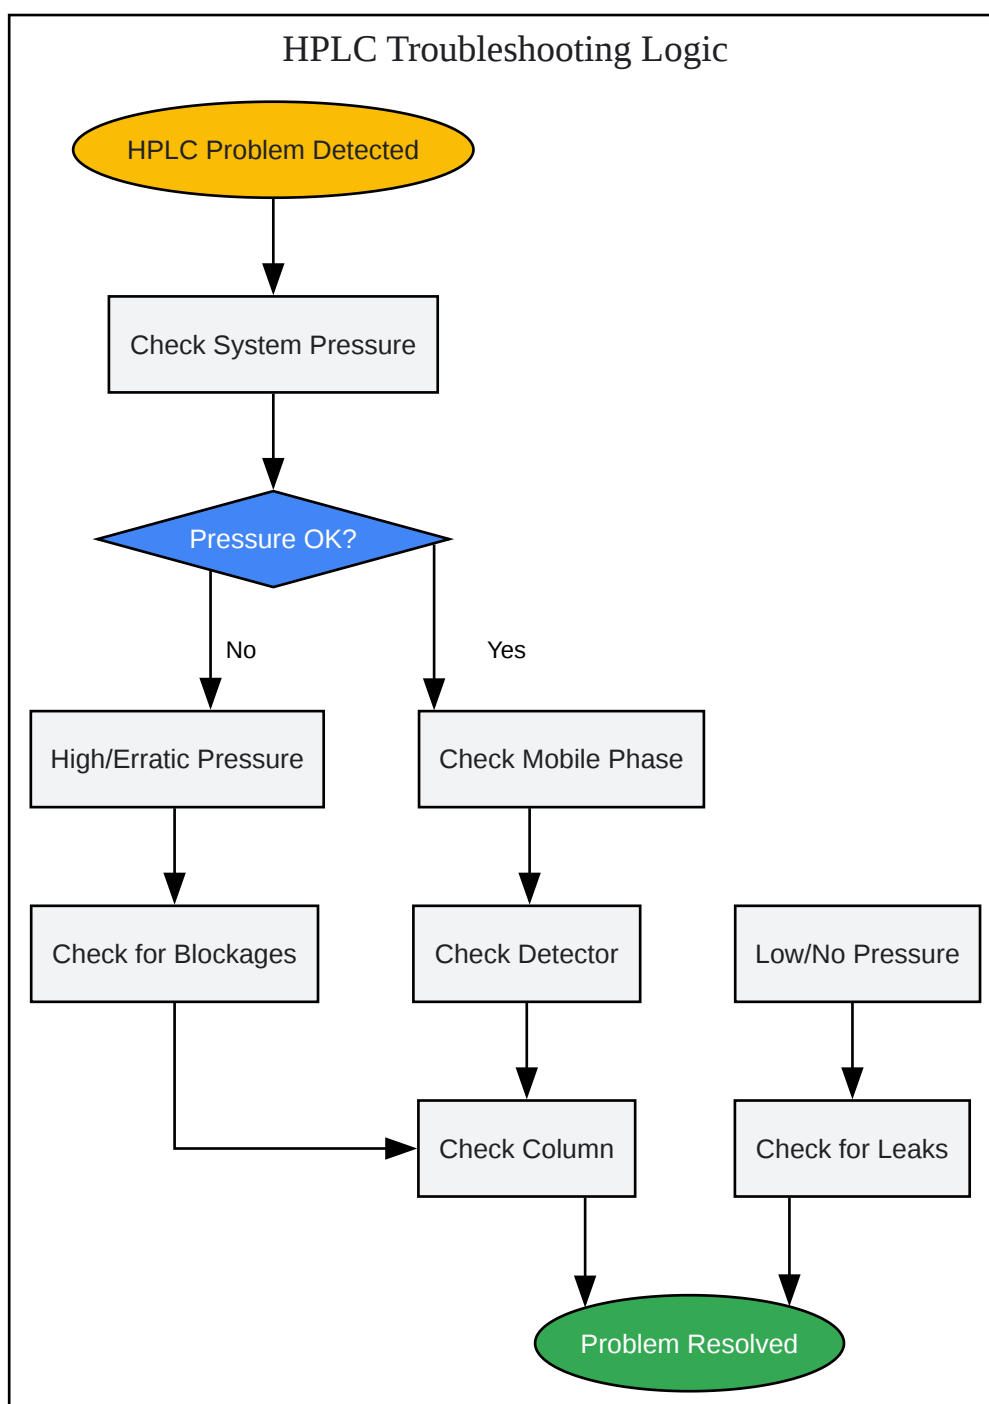 HPLC Troubleshooting Logic
HPLC Problem Detected
Check System Pressure
Pressure OK?
No
Yes
High/Erratic Pressure
Check Mobile Phase
Check for Blockages
Check Detector
Low/No Pressure
Check Column
Check for Leaks
Problem Resolved